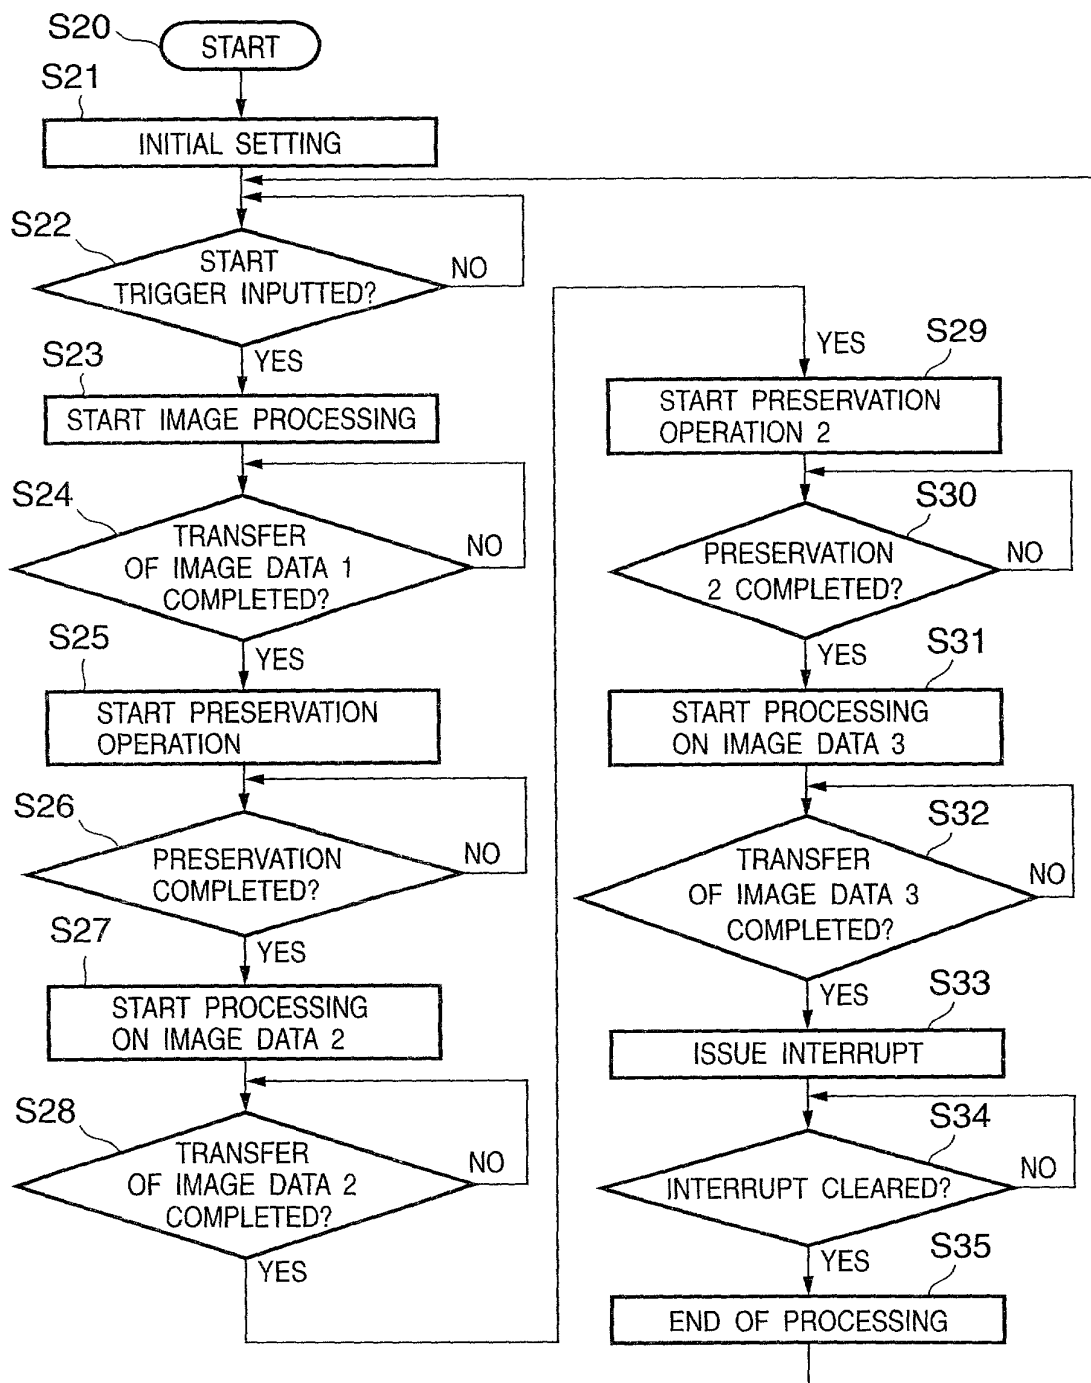 S20
START
S21
INITIAL SETTING
S22
START
TRIGGER INPUTTED?
NO
YES
S23
START IMAGE PROCESSING
S24
TRANSFER
OF IMAGE DATA 1
COMPLETED?
NO
YES
S25
START PRESERVATION
OPERATION
S26
PRESERVATION
COMPLETED?
NO
YES
S27
START PROCESSING
ON IMAGE DATA 2
S28
TRANSFER
OF IMAGE DATA 2
COMPLETED?
NO
YES
YES
S29
START PRESERVATION
OPERATION 2
S30
PRESERVATION
2 COMPLETED?
NO
YES
S31
START PROCESSING
ON IMAGE DATA 3
S32
TRANSFER
OF IMAGE DATA 3
COMPLETED?
NO
YES
S33
ISSUE INTERRUPT
S34
INTERRUPT CLEARED?
NO
YES
S35
END OF PROCESSING